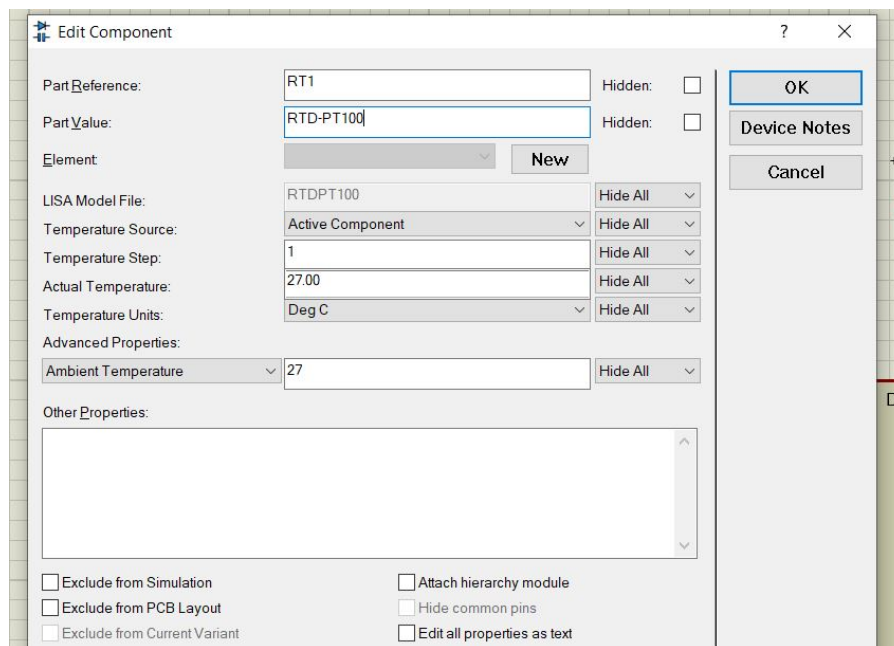 Edit Component
?
Part Reference: RT1 Hidden:
OK
Part Value: RTD-PT100 Hidden:
Device Notes
Element: New
Cancel
LISA Model File: RTDPT100 Hide All
Temperature Source: Active Component Hide All
Temperature Step: 1 Hide All
Actual Temperature: 27.00 Hide All
Temperature Units: Deg C Hide All
Advanced Properties:
Ambient Temperature 27 Hide All
Other Properties:
Exclude from Simulation Attach hierarchy module
Exclude from PCB Layout Hide common pins
Exclude from Current Variant Edit all properties as text